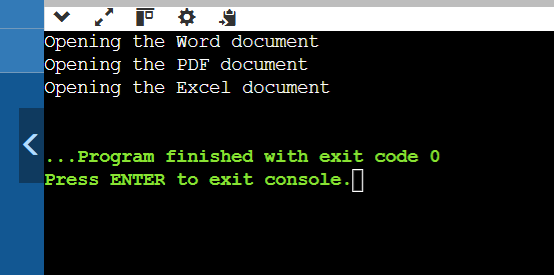 Opening the Word document
Opening the PDF document
Opening the Excel document
...Program finished with exit code 0
Press ENTER to exit console.